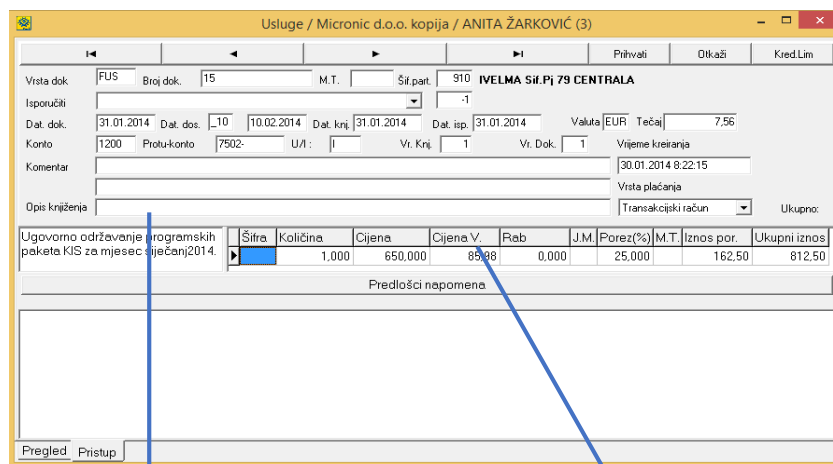 Usluge / Micronic d.o.o. kopija / ANITA ŽARKOVIĆ (3)
Prihvati Otkaži Kred.Lim
Vrsta dok FUS Broj dok. 15 M.T. Šif.part. 910 IVELMA Sif.Pj 79 CENTRALA
Isporučiti -1
Dat. dok. 31.01.2014 Dat. dos. _10 10.02.2014 Dat. knj. 31.01.2014 Dat. isp. 31.01.2014 Valuta EUR Tečaj 7,56
Konto 1200 Protu-konto 7502- U/I : I Vr. Knj. 1 Vr. Dok. 1 Vrijeme kreiranja
Komentar 30.01.2014 8:22:15
Vrsta plaćanja
Opis knjiženja Transakcijski račun Ukupno:
Ugovorno održavanje programskih
paketa KIS za mjesec siječanj2014.
Šifra Količina Cijena Cijena V. Rab J.M. Porez(%) M.T. Iznos por. Ukupni iznos
1,000 650,000 85,98 0,000 25,000 162,50 812,50
Predlošci napomena
Pregled Pristup